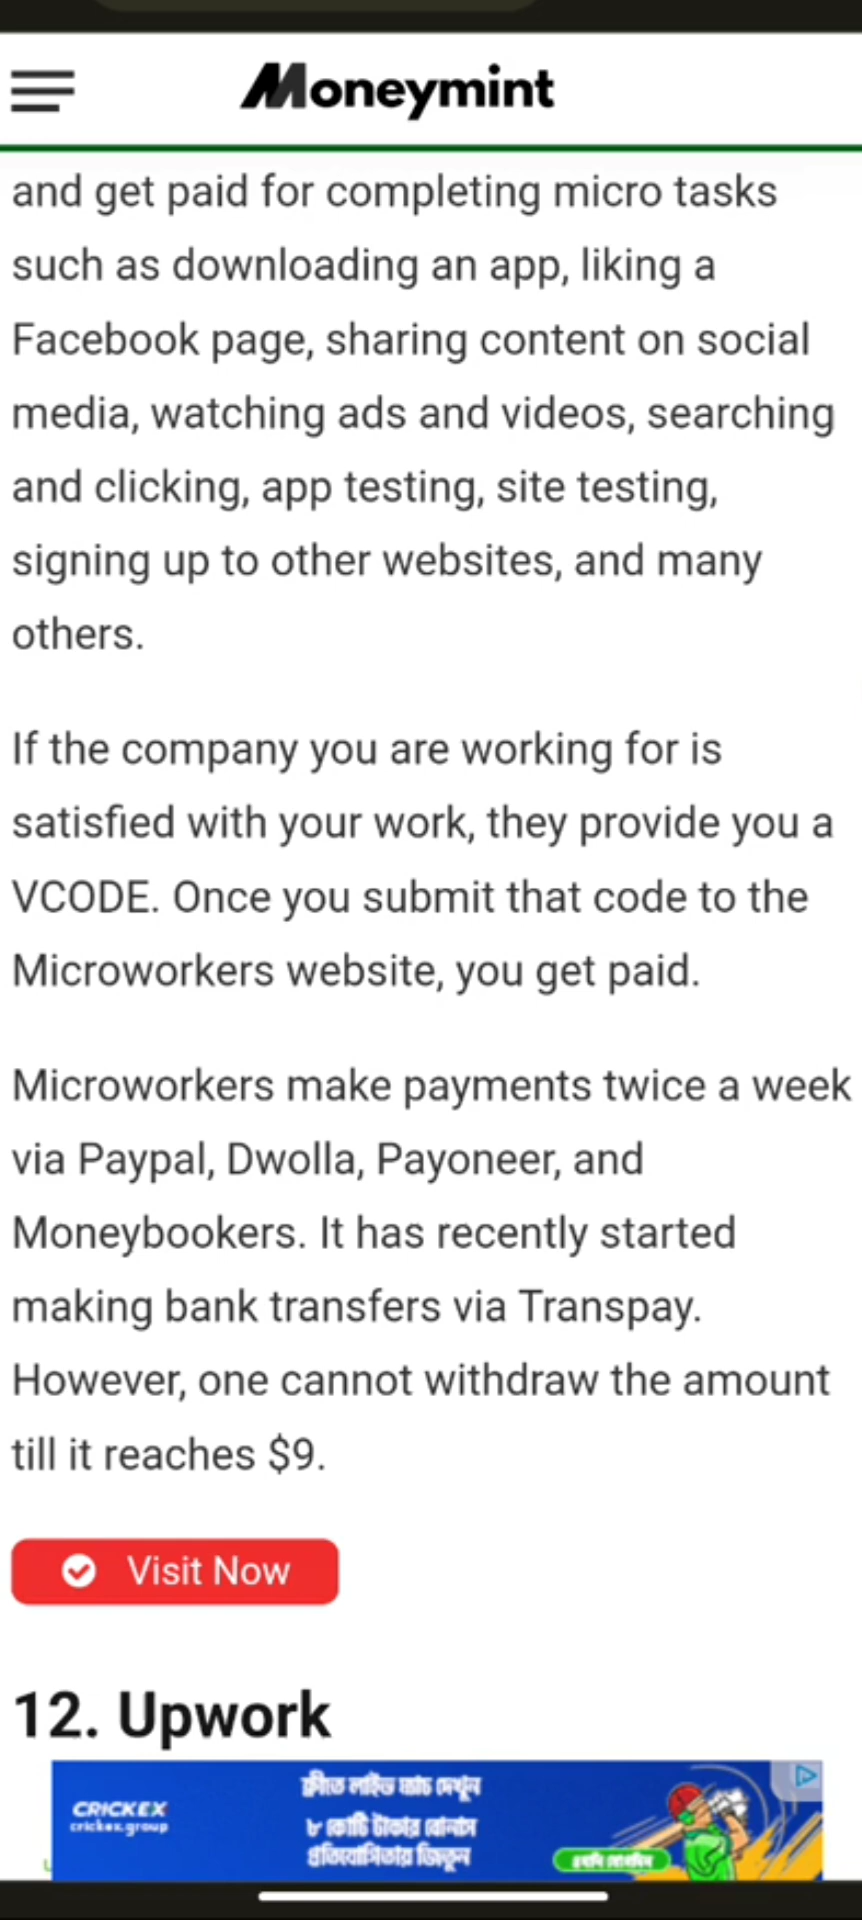 Moneymint
and get paid for completing micro tasks
such as downloading an app, liking a
Facebook page, sharing content on social
media, watching ads and videos, searching
and clicking, app testing, site testing,
signing up to other websites, and many
others.
If the company you are working for is
satisfied with your work, they provide you a
VCODE. Once you submit that code to the
Microworkers website, you get paid.
Microworkers make payments twice a week
via Paypal, Dwolla, Payoneer, and
Moneybookers. It has recently started
making bank transfers via Transpay.
However, one cannot withdraw the amount
till it reaches $9.
Visit Now
12. Upwork
CRICKEX
crickex.group
ফ্রীতে লাইভ ম্যাচ দেখুন
৮ কোটি টাকার বোনাস
প্রতিযোগিতায় জিতুন